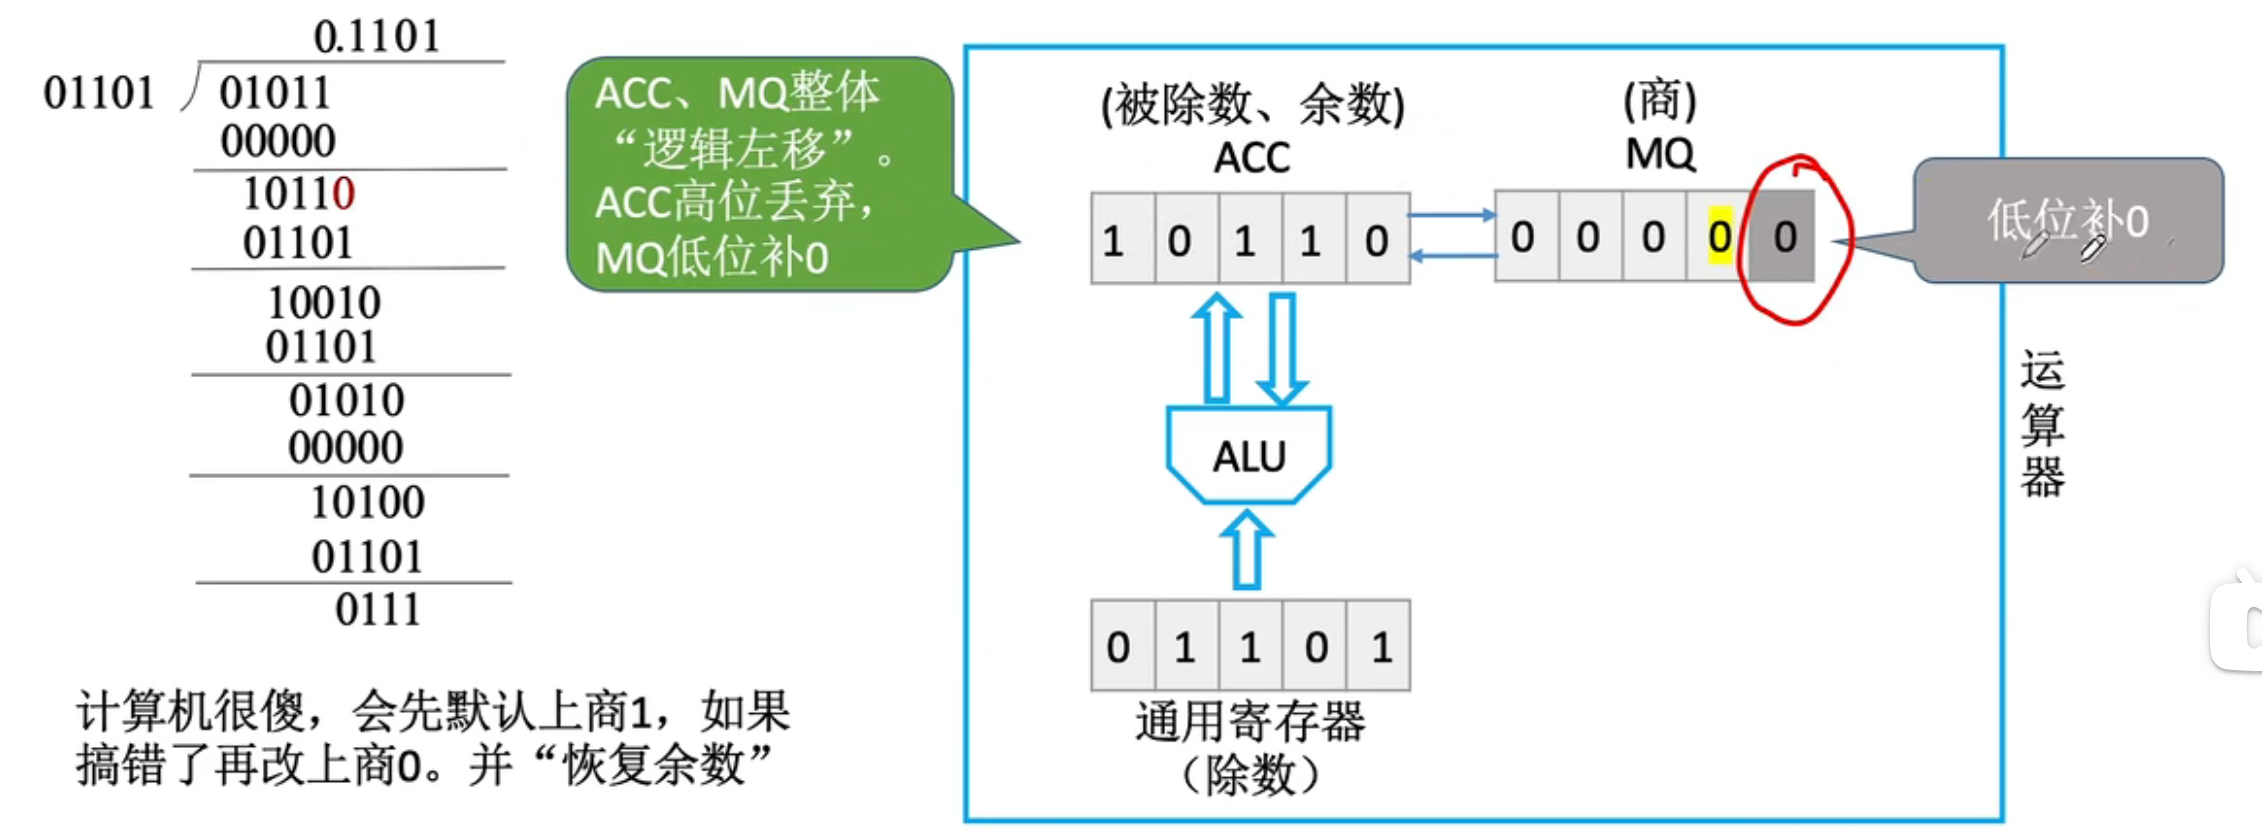 0.1101
01101
01011
00000
10110
01101
10010
01101
01010
00000
10100
01101
0111
计算机很傻，会先默认上商1，如果
搞错了再改上商0。并“恢复余数”
ACC、MQ整体
“逻辑左移”。
ACC高位丢弃，
MQ低位补0
(被除数、余数)
ACC
1 0 1 1 0
(商)
MQ
0 0 0 0 0
低位补0
ALU
0 1 1 0 1
通用寄存器
（除数）
运
算
器